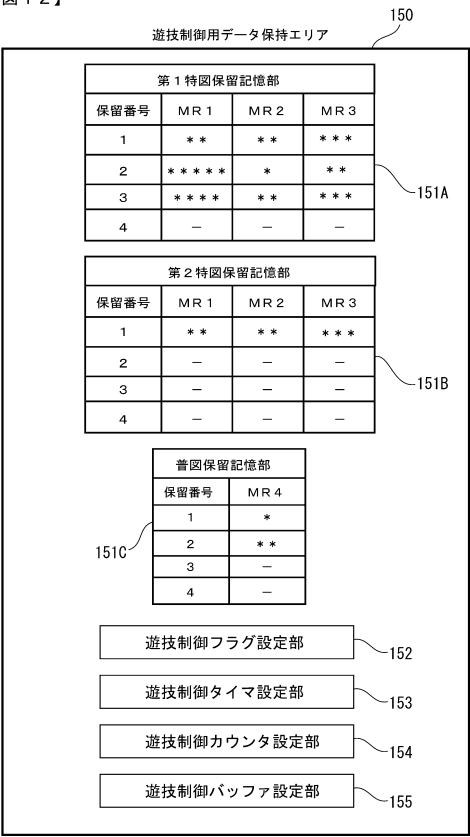 【図12】
150
遊技制御用データ保持エリア
第1特図保留記憶部
保留番号 MR1 MR2 MR3
1 ** ** ***
2 ***** * **
3 **** ** ***
4 − − −
151A
第2特図保留記憶部
保留番号 MR1 MR2 MR3
1 ** ** ***
2 − − −
3 − − −
4 − − −
151B
普図保留記憶部
保留番号 MR4
1 *
2 **
3 −
4 −
151C
遊技制御フラグ設定部
152
遊技制御タイマ設定部
153
遊技制御カウンタ設定部
154
遊技制御バッファ設定部
155